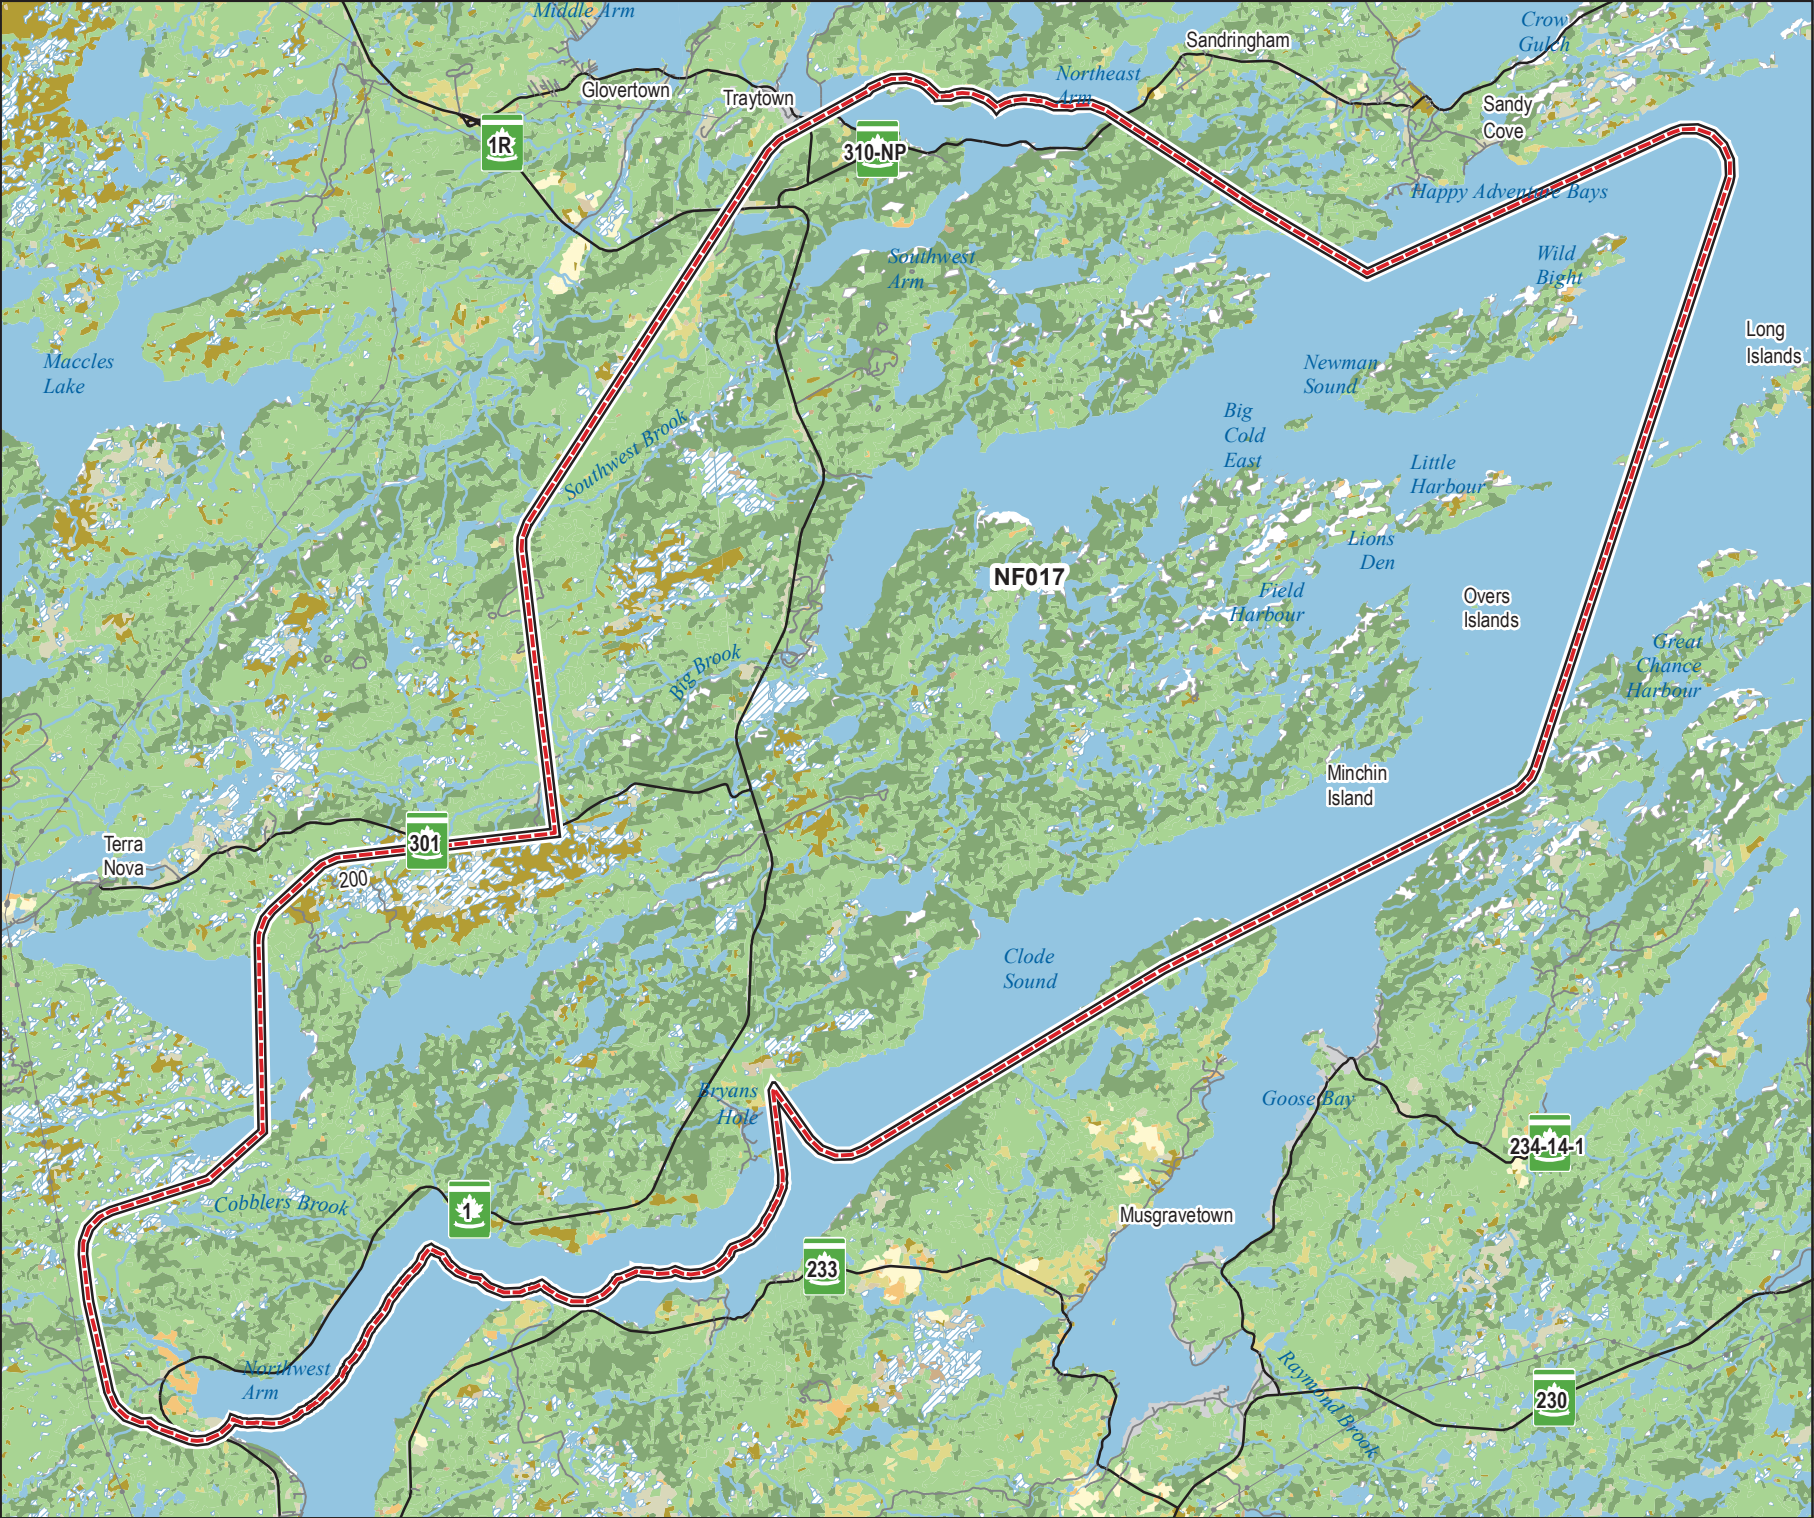 Middle Arm
Crow
Gulch
Sandringham
Northeast
Arm
Glovertown
Traytown
Sandy
Cove
1R
310-NP
Happy Adventure Bays
Southwest
Arm
Wild
Bight
Long
Islands
Maccles
Lake
Newman
Sound
Big
Cold
East
Southwest Brook
Little
Harbour
Lions
Den
NF017
Field
Harbour
Overs
Islands
Great
Chance
Harbour
Big Brook
Minchin
Island
Terra
Nova
301
200
Clode
Sound
Bryans
Hole
Goose Bay
234-14-1
Cobblers Brook
1
Musgravetown
233
Northwest
Arm
Raymond Brook
230